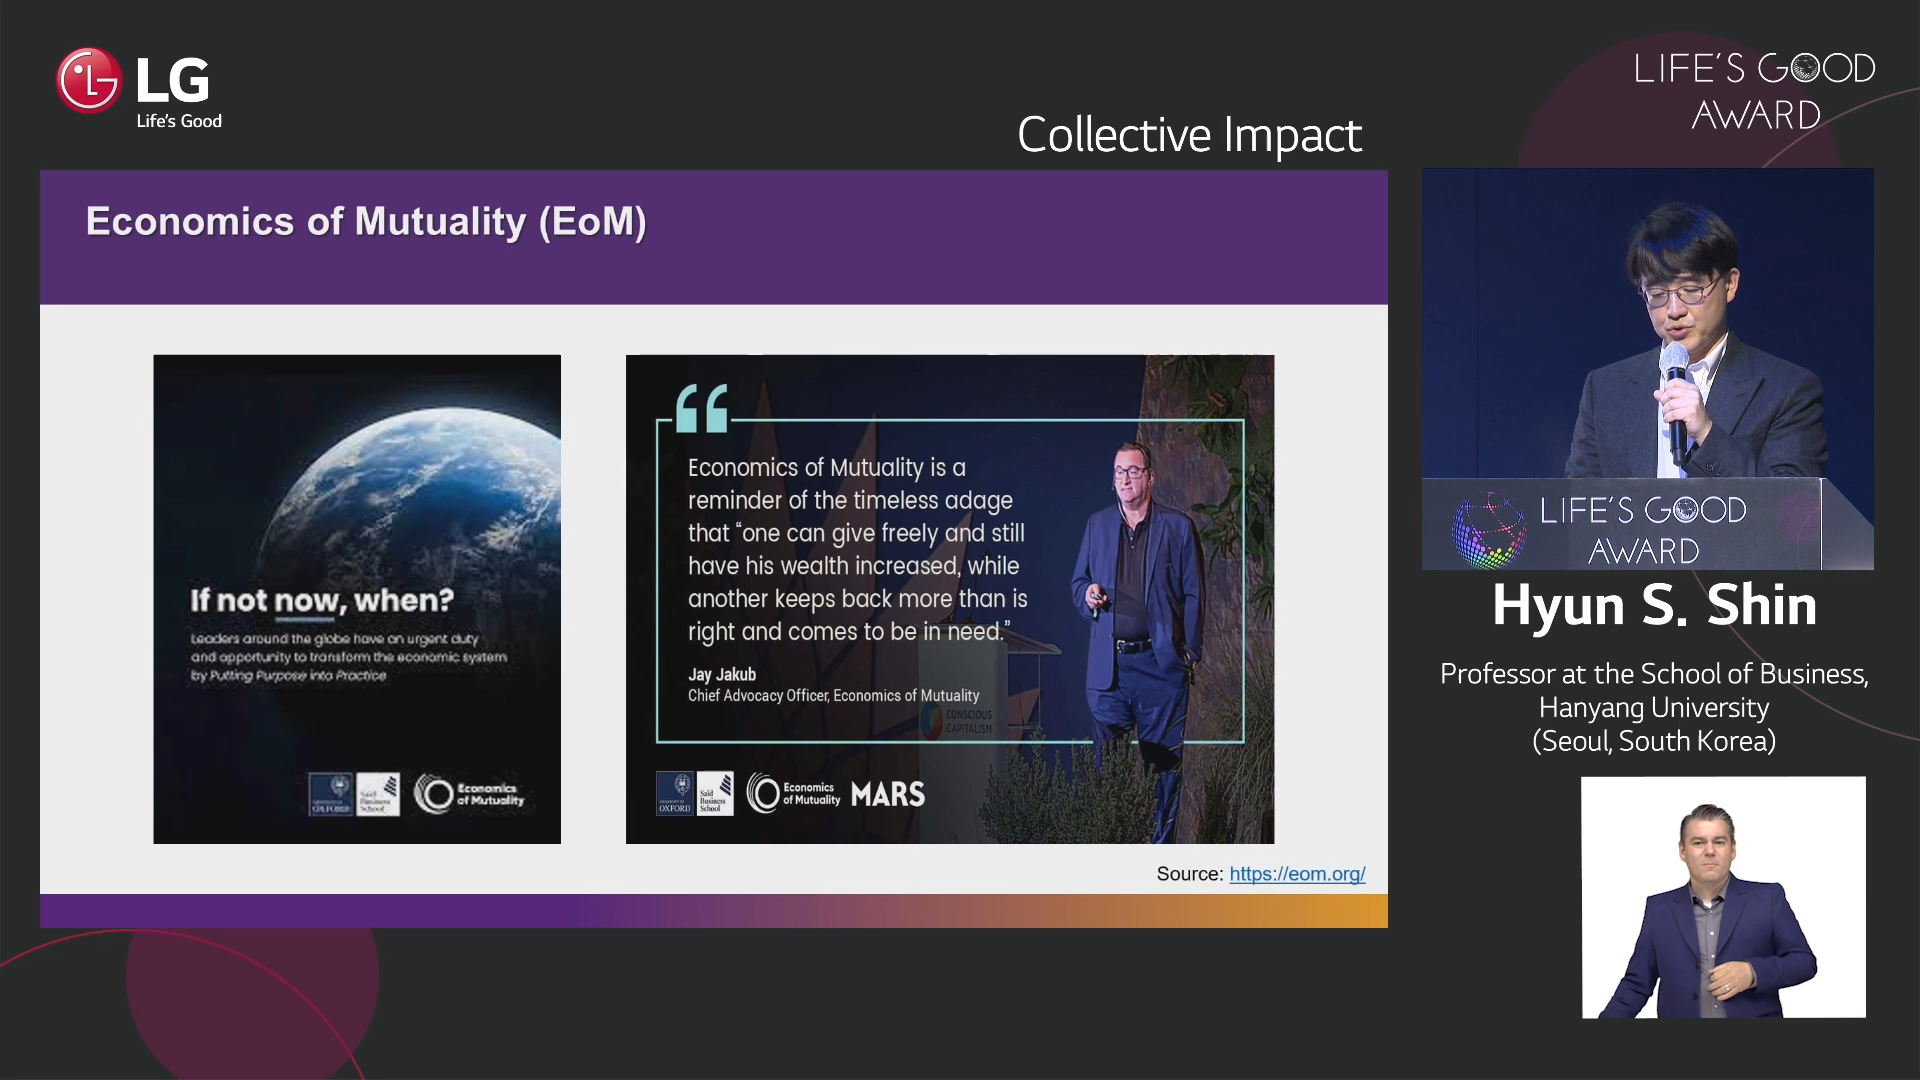 LG
Life's Good
LIFE'S GOOD
AWARD
Collective Impact
Economics of Mutuality (EoM)
If not now, when?
Leaders around the globe have an urgent duty
and opportunity to transform the economic system
by Putting Purpose into Practice
Saïd
Business
School
Economics
of Mutuality
“
Economics of Mutuality is a
reminder of the timeless adage
that “one can give freely and still
have his wealth increased, while
another keeps back more than is
right and comes to be in need.”
Jay Jakub
Chief Advocacy Officer, Economics of Mutuality
CONSCIOUS
CAPITALISM
UNIVERSITY OF
OXFORD
Saïd
Business
School
Economics
of Mutuality
MARS
Source: https://eom.org/
LIFE'S GOOD
AWARD
Hyun S. Shin
Professor at the School of Business,
Hanyang University
(Seoul, South Korea)